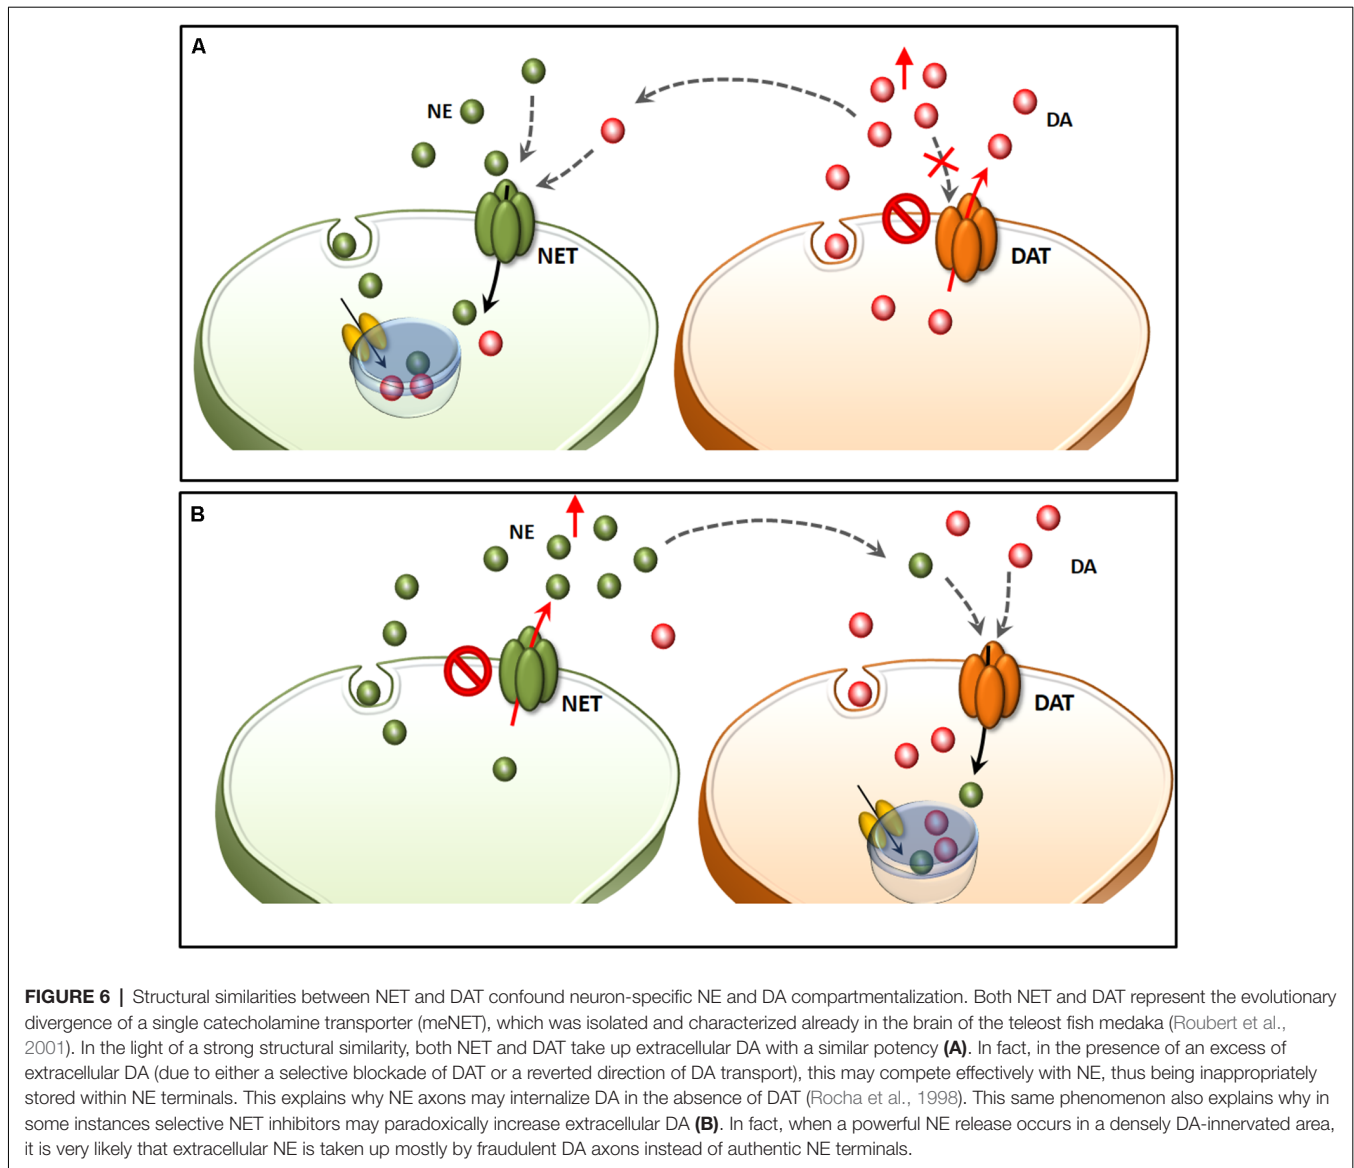 A
NE
DA
NET
DAT
B
NE
DA
NET
DAT
FIGURE 6 | Structural similarities between NET and DAT confound neuron-specific NE and DA compartmentalization. Both NET and DAT represent the evolutionary
divergence of a single catecholamine transporter (meNET), which was isolated and characterized already in the brain of the teleost fish medaka (Roubert et al.,
2001). In the light of a strong structural similarity, both NET and DAT take up extracellular DA with a similar potency (A). In fact, in the presence of an excess of
extracellular DA (due to either a selective blockade of DAT or a reverted direction of DA transport), this may compete effectively with NE, thus being inappropriately
stored within NE terminals. This explains why NE axons may internalize DA in the absence of DAT (Rocha et al., 1998). This same phenomenon also explains why in
some instances selective NET inhibitors may paradoxically increase extracellular DA (B). In fact, when a powerful NE release occurs in a densely DA-innervated area,
it is very likely that extracellular NE is taken up mostly by fraudulent DA axons instead of authentic NE terminals.